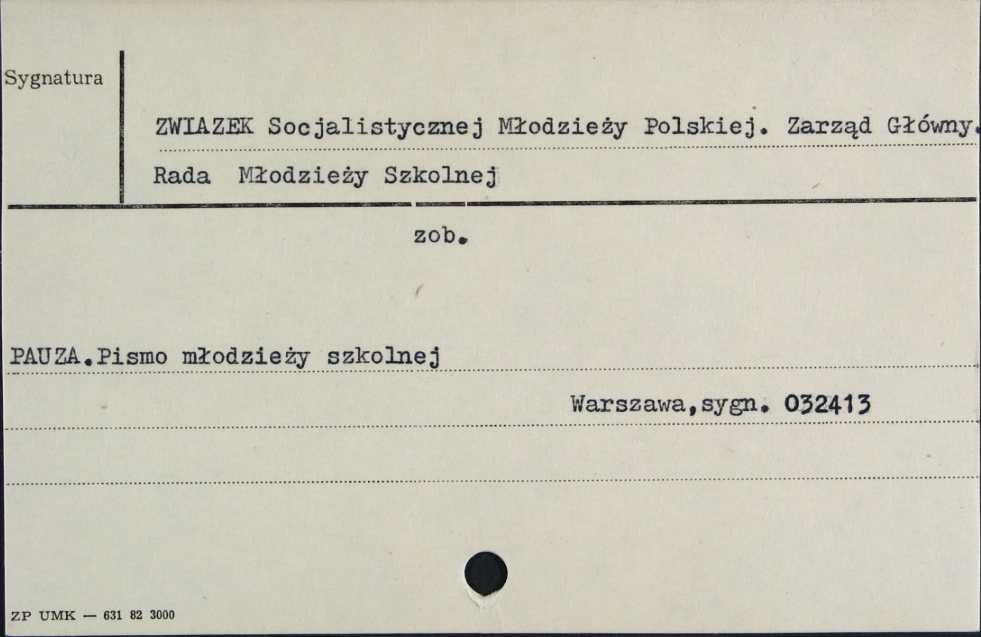 Sygnatura
ZWIAZEK Socjalistycznej Młodzieży Polskiej. Zarząd Główny.
Rada Młodzieży Szkolnej
zob.
PAUZA.Pismo młodzieży szkolnej
Warszawa,sygn. 032413
ZP UMK — 631 82 3000